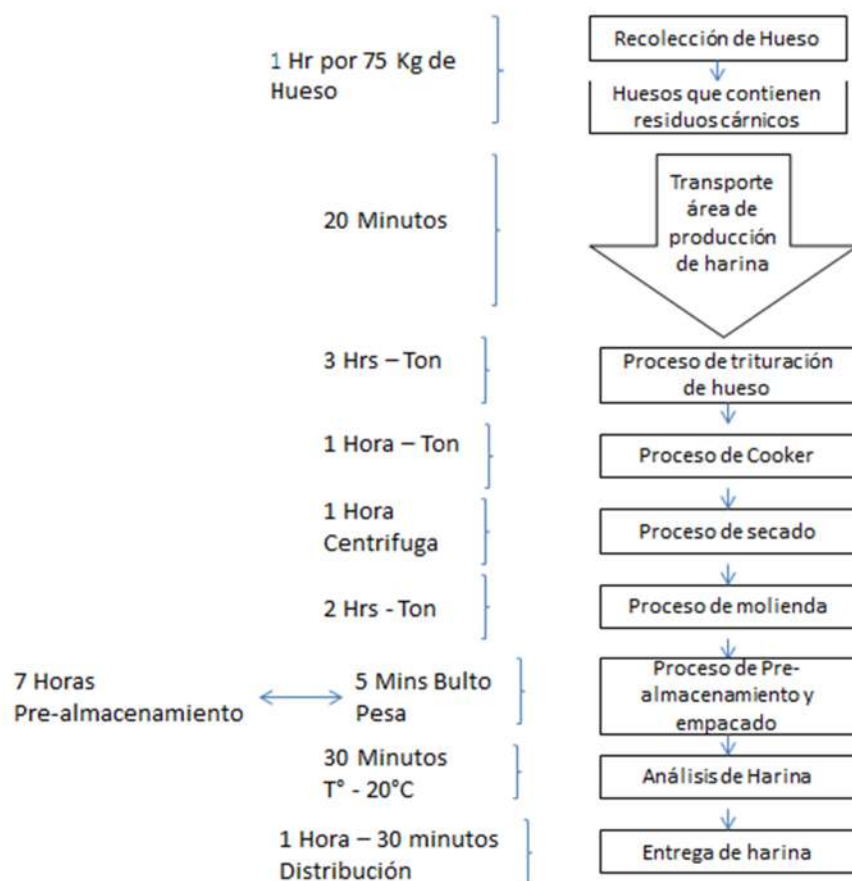 1 Hr por 75 Kg de
Hueso
Recolección de Hueso
Huesos que contienen
residuos cárnicos
20 Minutos
Transporte
área de
producción
de harina
3 Hrs – Ton
Proceso de trituración
de hueso
1 Hora – Ton
Proceso de Cooker
1 Hora
Centrifuga
Proceso de secado
2 Hrs - Ton
Proceso de molienda
7 Horas
Pre-almacenamiento
5 Mins Bulto
Pesa
Proceso de Pre-
almacenamiento y
empacado
30 Minutos
T° - 20°C
Análisis de Harina
1 Hora – 30 minutos
Distribución
Entrega de harina